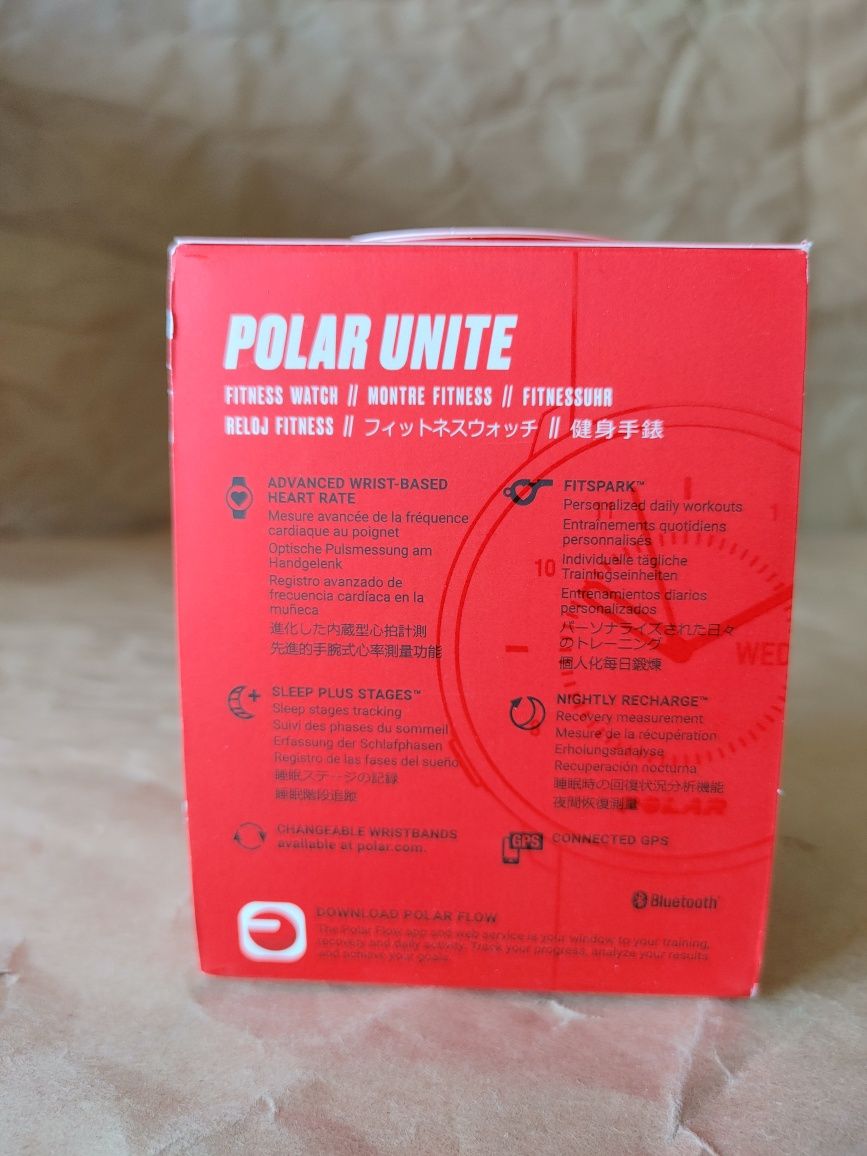 POLAR UNITE
FITNESS WATCH // MONTRE FITNESS // FITNESSUHR
RELOJ FITNESS // フィットネスウォッチ // 健身手錶
ADVANCED WRIST-BASED
HEART RATE
Mesure avancée de la fréquence
cardiaque au poignet
Optische Pulsmessung am
Handgelenk
Registro avanzado de
frecuencia cardíaca en la
muñeca
進化した内蔵型心拍計測
先進的手腕式心率測量功能
FITSPARK™
Personalized daily workouts
Entraînements quotidiens
personnalisés
Individuelle tägliche
Trainingseinheiten
Entrenamientos diarios
personalizados
パーソナライズされた日々
のトレーニング
個人化每日鍛煉
11
1
10
WED
SLEEP PLUS STAGES™
Sleep stages tracking
Suivi des phases du sommeil
Erfassung der Schlafphasen
Registro de las fases del sueño
睡眠ステージの記録
睡眠階段追蹤
NIGHTLY RECHARGE™
Recovery measurement
Mesure de la récupération
Erholungsanalyse
Recuperación nocturna
睡眠時の回復状況分析機能
夜間恢復測量
POLAR
CHANGEABLE WRISTBANDS
available at polar.com.
GPS
CONNECTED GPS
Bluetooth®
DOWNLOAD POLAR FLOW
The Polar Flow app and web service is your window to your training,
recovery and daily activity. Track your progress, analyze your results
and achieve your goals.